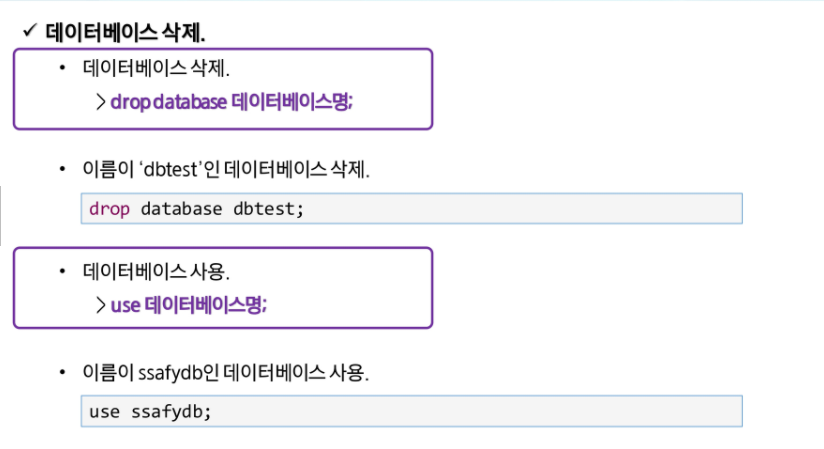 ✓ 데이터베이스 삭제.
• 데이터베이스 삭제.
> drop database 데이터베이스명;
• 이름이 ‘dbtest’인 데이터베이스 삭제.
drop database dbtest;
• 데이터베이스 사용.
> use 데이터베이스명;
• 이름이 ssafydb인 데이터베이스 사용.
use ssafydb;